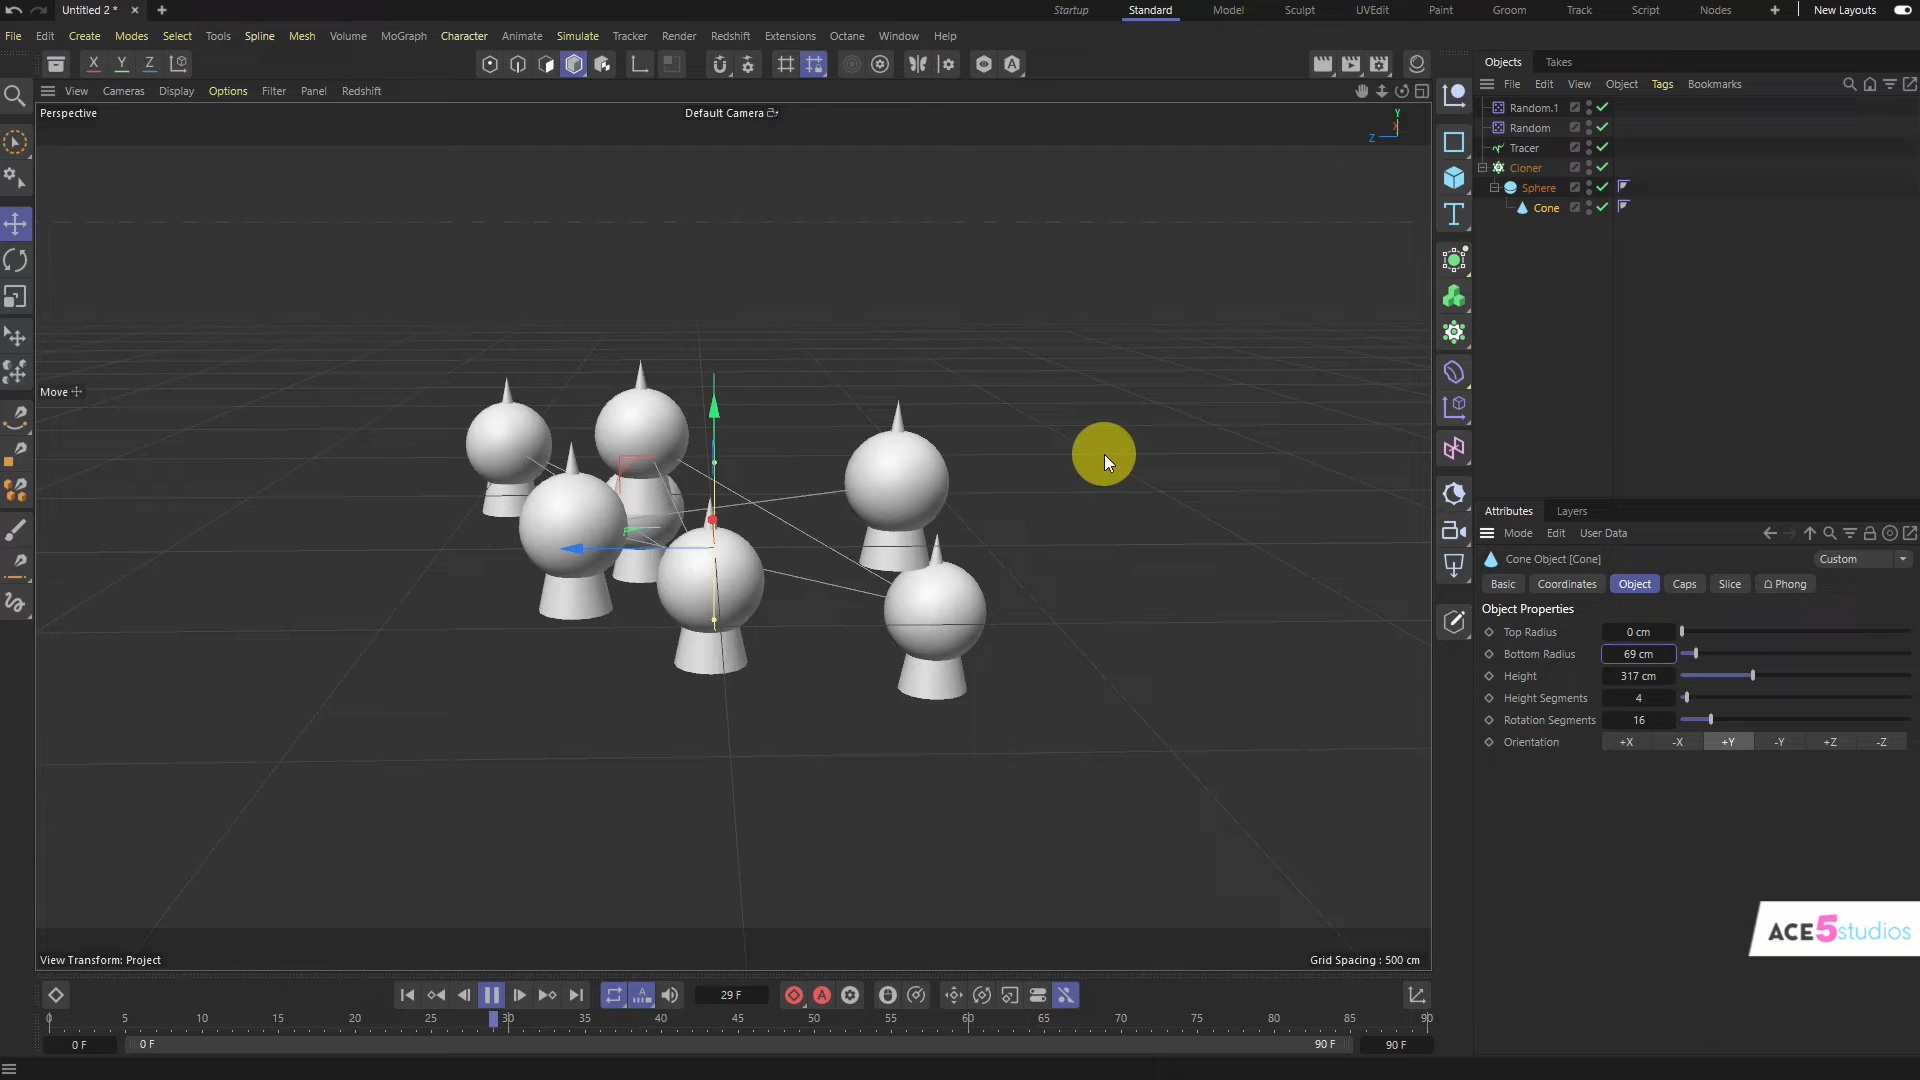 Untitled 2 *
Startup Standard Model Sculpt UVEdit Paint Groom Track Script Nodes New Layouts
File Edit Create Modes Select Tools Spline Mesh Volume MoGraph Character Animate Simulate Tracker Render Redshift Extensions Octane Window Help
X Y Z
View Cameras Display Options Filter Panel Redshift
Perspective
Default Camera
Y
X
Z
Move
View Transform: Project
Grid Spacing : 500 cm
Objects Takes
File Edit View Object Tags Bookmarks
Random.1
Random
Tracer
Cloner
Sphere
Cone
Attributes Layers
Mode Edit User Data
Cone Object [Cone]
Custom
Basic Coordinates Object Caps Slice Phong
Object Properties
Top Radius 0 cm
Bottom Radius 69 cm
Height 317 cm
Height Segments 4
Rotation Segments 16
Orientation +X -X +Y -Y +Z -Z
ACE5studios
29 F
0 5 10 15 20 25 30 35 40 45 50 55 60 65 70 75 80 85 90
0 F 0 F 90 F 90 F